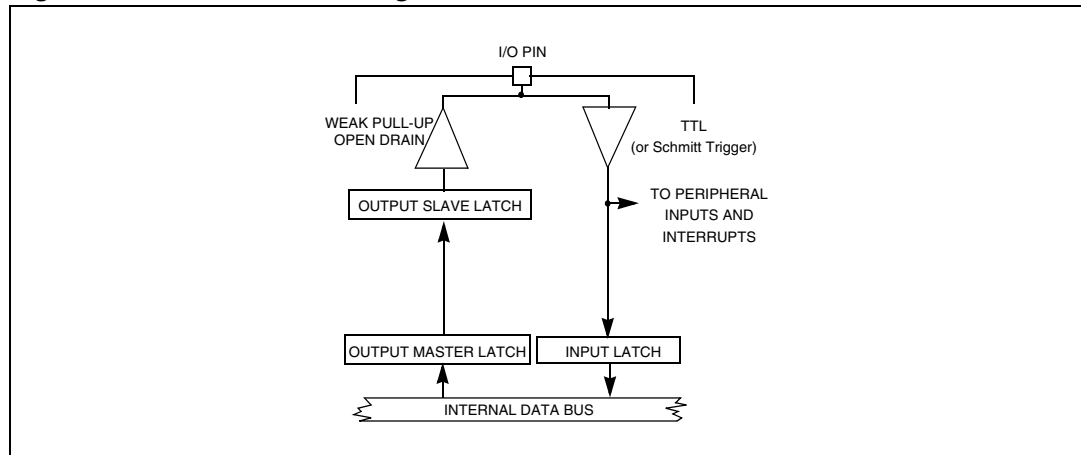 I/O PIN
WEAK PULL-UP
OPEN DRAIN
TTL
(or Schmitt Trigger)
OUTPUT SLAVE LATCH
TO PERIPHERAL
INPUTS AND
INTERRUPTS
OUTPUT MASTER LATCH
INPUT LATCH
INTERNAL DATA BUS